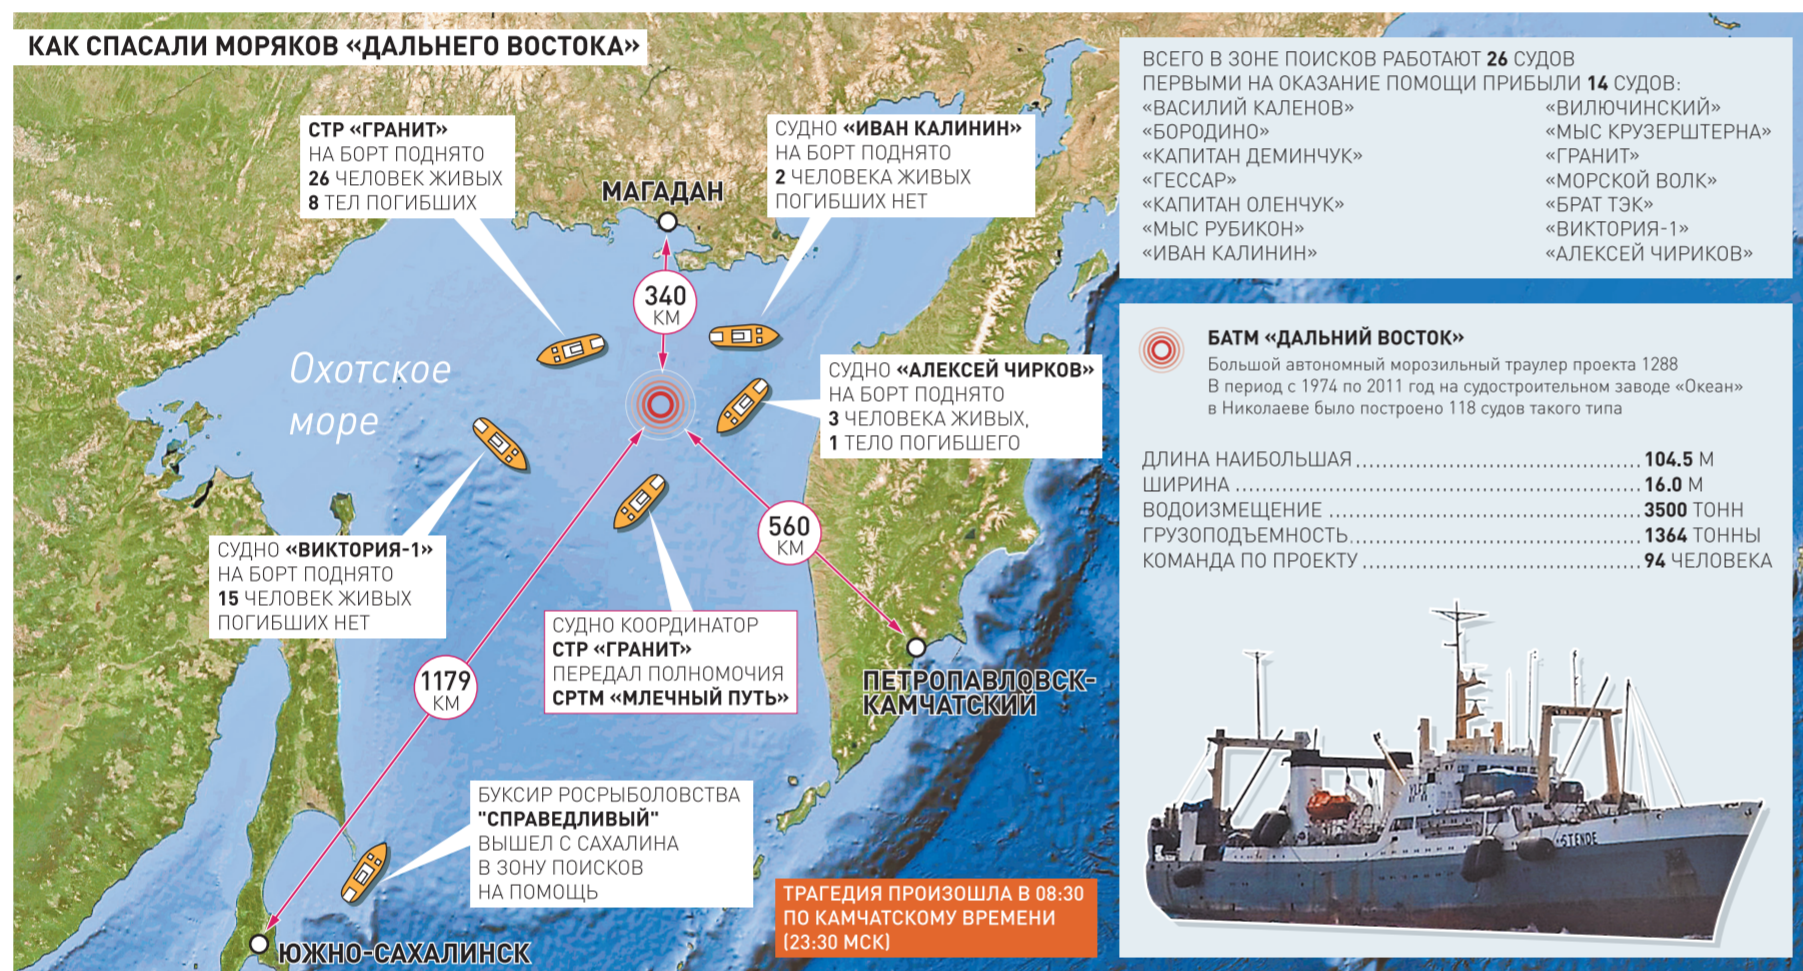 КАК СПАСАЛИ МОРЯКОВ «ДАЛЬНЕГО ВОСТОКА»
СТР «ГРАНИТ»
НА БОРТ ПОДНЯТО
26 ЧЕЛОВЕК ЖИВЫХ
8 ТЕЛ ПОГИБШИХ
СУДНО «ИВАН КАЛИНИН»
НА БОРТ ПОДНЯТО
2 ЧЕЛОВЕКА ЖИВЫХ
ПОГИБШИХ НЕТ
МАГАДАН
340
КМ
Охотское
море
СУДНО «АЛЕКСЕЙ ЧИРКОВ»
НА БОРТ ПОДНЯТО
3 ЧЕЛОВЕКА ЖИВЫХ,
1 ТЕЛО ПОГИБШЕГО
СУДНО «ВИКТОРИЯ-1»
НА БОРТ ПОДНЯТО
15 ЧЕЛОВЕК ЖИВЫХ
ПОГИБШИХ НЕТ
560
КМ
СУДНО КООРДИНАТОР
СТР «ГРАНИТ»
ПЕРЕДАЛ ПОЛНОМОЧИЯ
СРТМ «МЛЕЧНЫЙ ПУТЬ»
1179
КМ
ПЕТРОПАВЛОВСК-
КАМЧАТСКИЙ
БУКСИР РОСРЫБОЛОВСТВА
"СПРАВЕДЛИВЫЙ"
ВЫШЕЛ С САХАЛИНА
В ЗОНУ ПОИСКОВ
НА ПОМОЩЬ
ЮЖНО-САХАЛИНСК
ТРАГЕДИЯ ПРОИЗОШЛА В 08:30
ПО КАМЧАТСКОМУ ВРЕМЕНИ
(23:30 МСК)
ВСЕГО В ЗОНЕ ПОИСКОВ РАБОТАЮТ 26 СУДОВ
ПЕРВЫМИ НА ОКАЗАНИЕ ПОМОЩИ ПРИБЫЛИ 14 СУДОВ:
«ВАСИЛИЙ КАЛЕНОВ»
«БОРОДИНО»
«КАПИТАН ДЕМИНЧУК»
«ГЕССАР»
«КАПИТАН ОЛЕНЧУК»
«МЫС РУБИКОН»
«ИВАН КАЛИНИН»
«ВИЛЮЧИНСКИЙ»
«МЫС КРУЗЕРШТЕРНА»
«ГРАНИТ»
«МОРСКОЙ ВОЛК»
«БРАТ ТЭК»
«ВИКТОРИЯ-1»
«АЛЕКСЕЙ ЧИРИКОВ»
БАТМ «ДАЛЬНИЙ ВОСТОК»
Большой автономный морозильный траулер проекта 1288
В период с 1974 по 2011 год на судостроительном заводе «Океан»
в Николаеве было построено 118 судов такого типа
ДЛИНА НАИБОЛЬШАЯ........................................104.5 М
ШИРИНА ........................................16.0 М
ВОДОИЗМЕЩЕНИЕ ........................................3500 ТОНН
ГРУЗОПОДЪЕМНОСТЬ........................................1364 ТОННЫ
КОМАНДА ПО ПРОЕКТУ ........................................94 ЧЕЛОВЕКА
STENDE